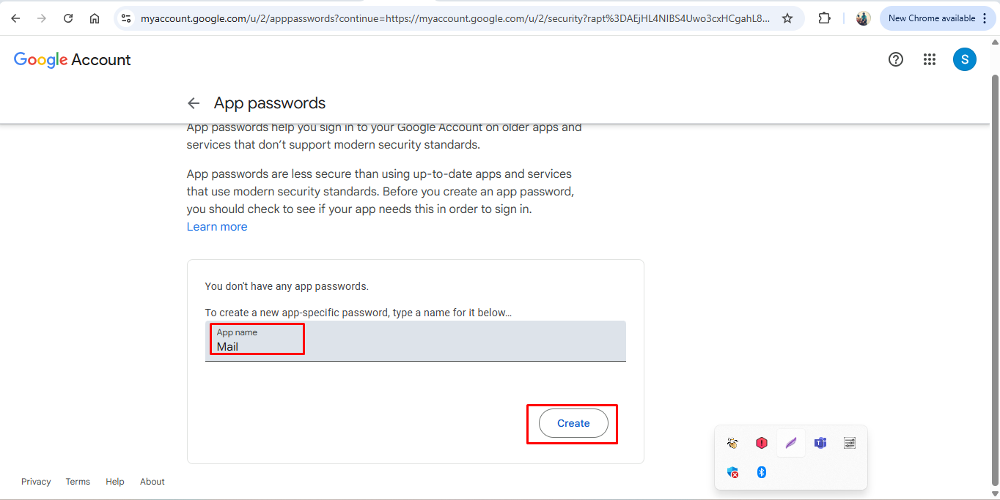 myaccount.google.com/u/2/apppasswords?continue=https://myaccount.google.com/u/2/security?rapt%3DAEjHL4NIBS4Uwo3cxHCgahL8...
New Chrome available
Google Account
S
App passwords
App passwords help you sign in to your Google Account on older apps and
services that don’t support modern security standards.
App passwords are less secure than using up-to-date apps and services
that use modern security standards. Before you create an app password,
you should check to see if your app needs this in order to sign in.
Learn more
You don't have any app passwords.
To create a new app-specific password, type a name for it below...
App name
Mail
Create
Privacy Terms Help About